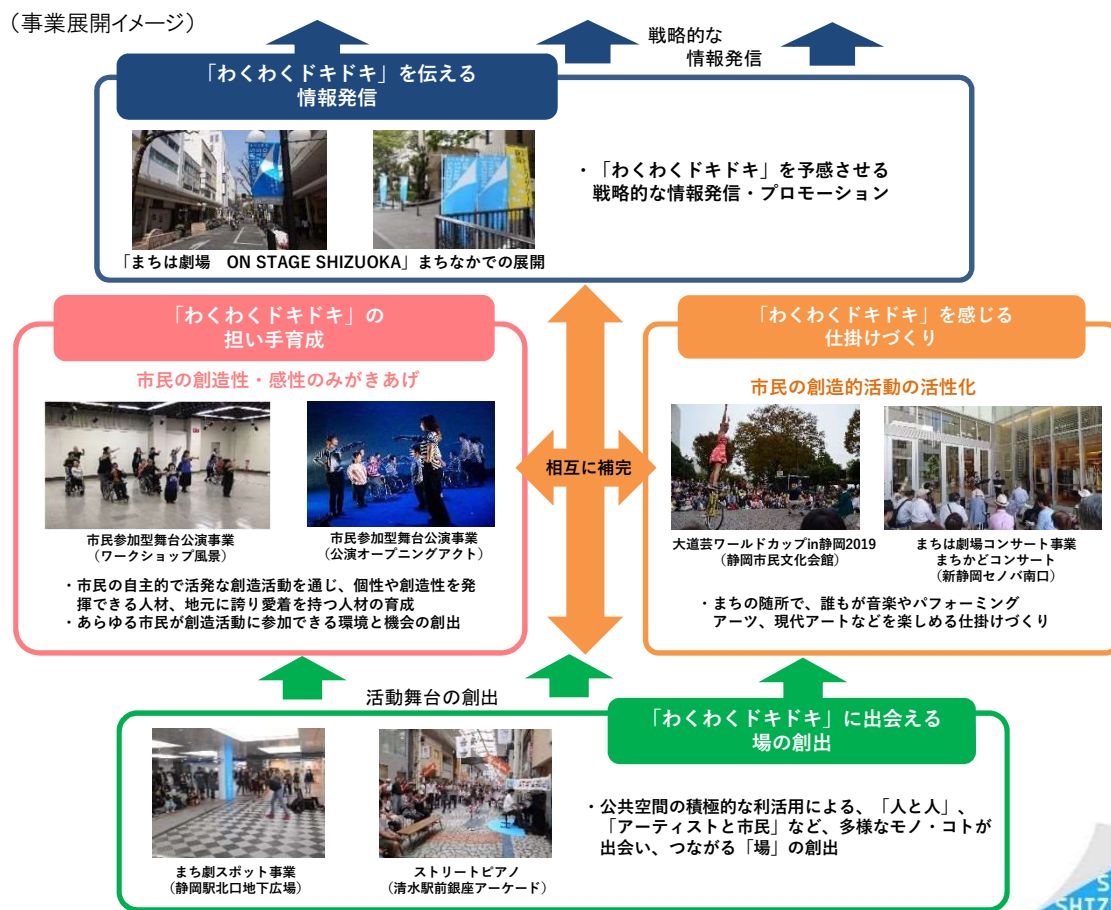 （事業展開イメージ）
戦略的な
情報発信
「わくわくドキドキ」を伝える
情報発信
・「わくわくドキドキ」を予感させる
戦略的な情報発信・プロモーション
「まちは劇場　ON STAGE SHIZUOKA」まちなかでの展開
「わくわくドキドキ」の
担い手育成
市民の創造性・感性のみがきあげ
市民参加型舞台公演事業
（ワークショップ風景）
市民参加型舞台公演事業
（公演オープニングアクト）
・市民の自主的で活発な創造活動を通じ、個性や創造性を発
揮できる人材、地元に誇り愛着を持つ人材の育成
・あらゆる市民が創造活動に参加できる環境と機会の創出
相互に補完
「わくわくドキドキ」を感じる
仕掛けづくり
市民の創造的活動の活性化
大道芸ワールドカップin静岡2019
（静岡市民文化会館）
まちは劇場コンサート事業
まちかどコンサート
（新静岡セノバ南口）
・まちの随所で、誰もが音楽やパフォーミング
アーツ、現代アートなどを楽しめる仕掛けづくり
活動舞台の創出
「わくわくドキドキ」に出会える
場の創出
まち劇スポット事業
（静岡駅北口地下広場）
ストリートピアノ
（清水駅前銀座アーケード）
・公共空間の積極的な利活用による、「人と人」、
「アーティストと市民」など、多様なモノ・コトが
出会い、つながる「場」の創出